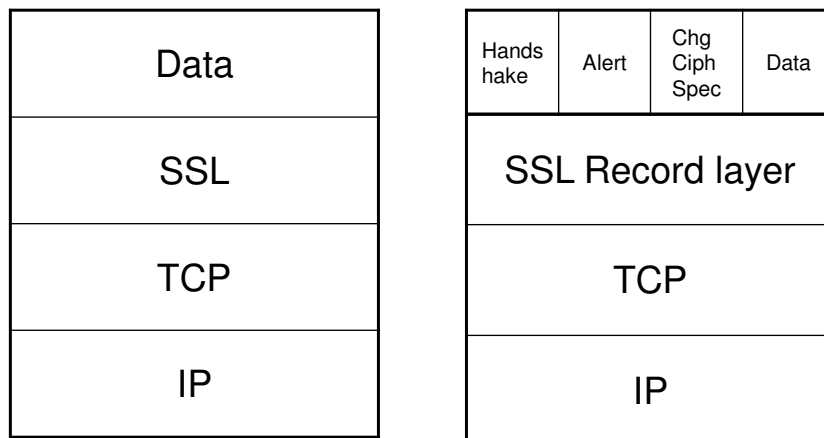 Data
SSL
TCP
IP
Hands
hake
Alert
Chg
Ciph
Spec
Data
SSL Record layer
TCP
IP